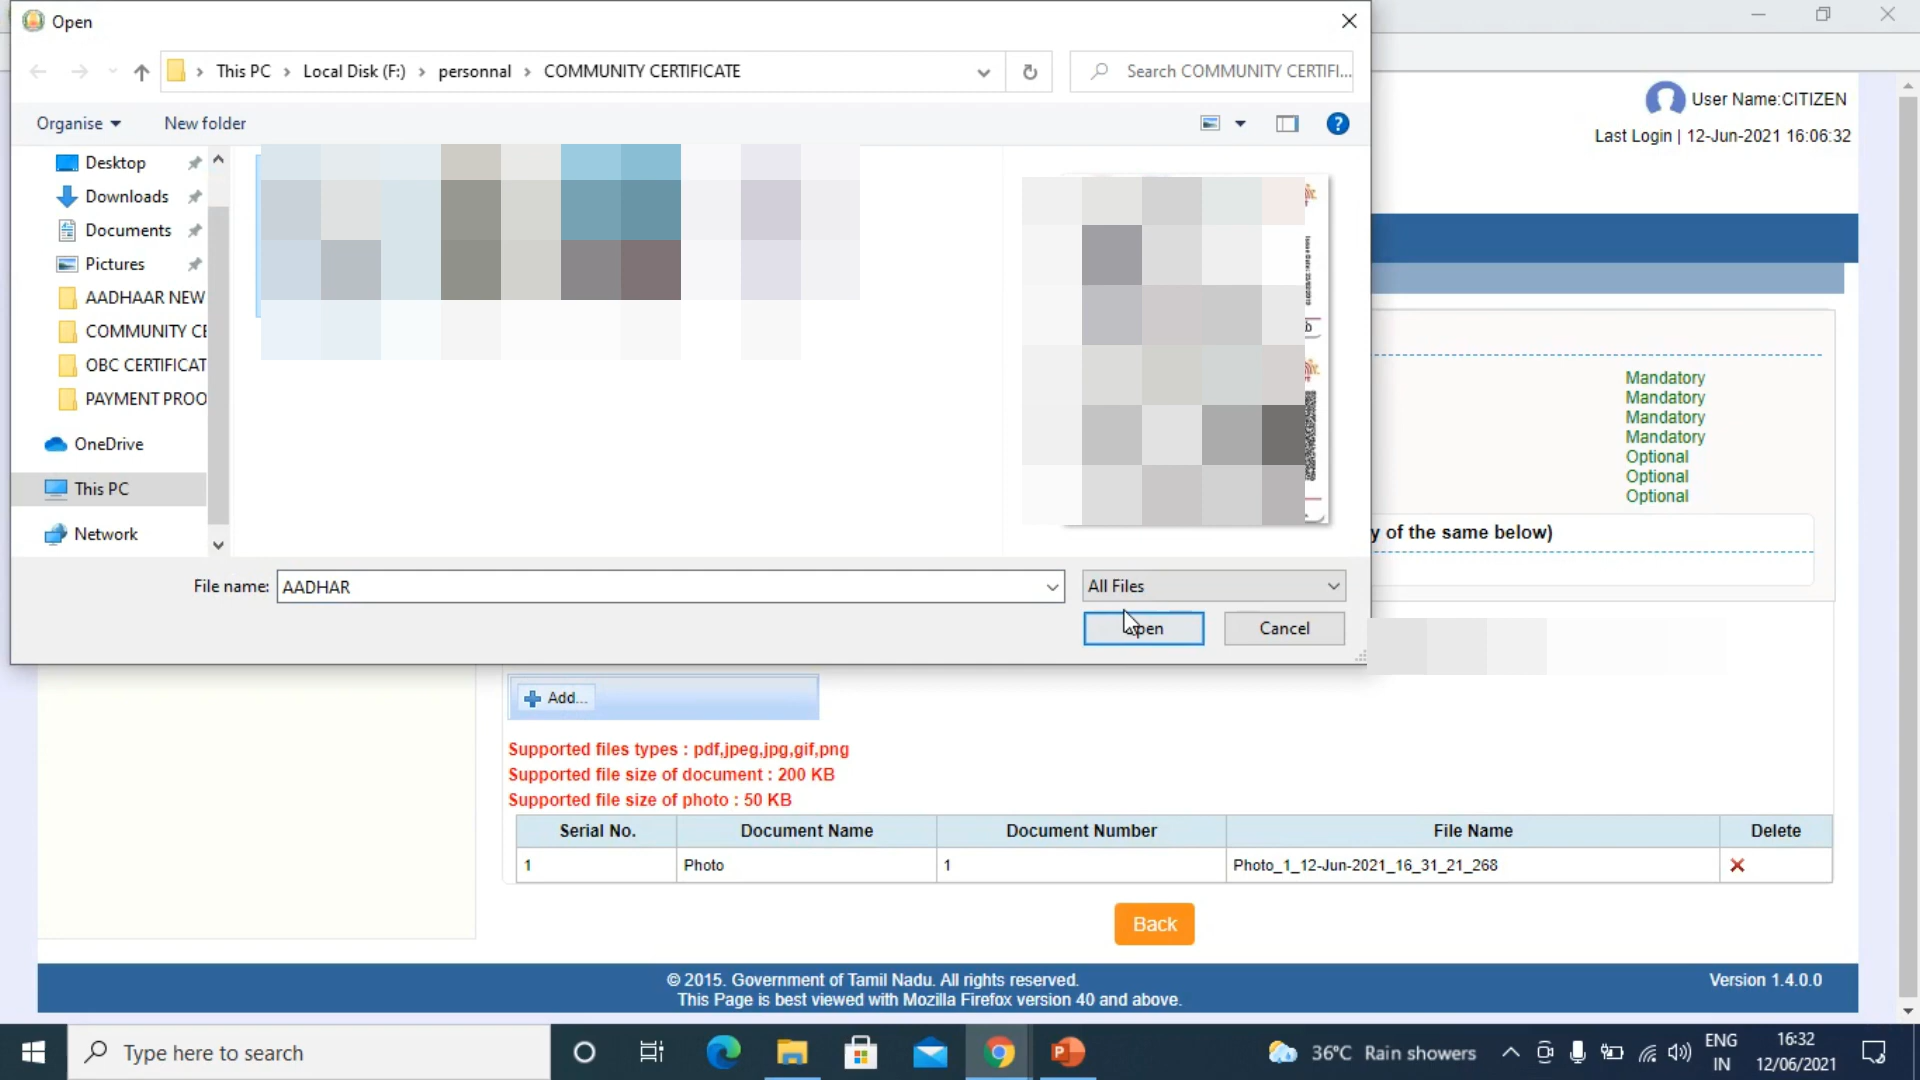 Open
This PC
Local Disk (F:)
personnal
COMMUNITY CERTIFICATE
Search COMMUNITY CERTIFI...
Organise
New folder
Desktop
Downloads
Documents
Pictures
AADHAAR NEW
COMMUNITY CE
OBC CERTIFICAT
PAYMENT PROO
OneDrive
This PC
Network
File name: AADHAR
All Files
Cancel
User Name:CITIZEN
Last Login | 12-Jun-2021 16:06:32
Mandatory
Mandatory
Mandatory
Mandatory
Optional
Optional
Optional
y of the same below)
Add...
Supported files types : pdf,jpeg,jpg,gif,png
Supported file size of document : 200 KB
Supported file size of photo : 50 KB
Serial No. Document Name Document Number File Name Delete
1 Photo 1 Photo_1_12-Jun-2021_16_31_21_268
Back
© 2015. Government of Tamil Nadu. All rights reserved.
Version 1.4.0.0
This Page is best viewed with Mozilla Firefox version 40 and above.
Type here to search
36°C Rain showers
ENG
IN
16:32
12/06/2021